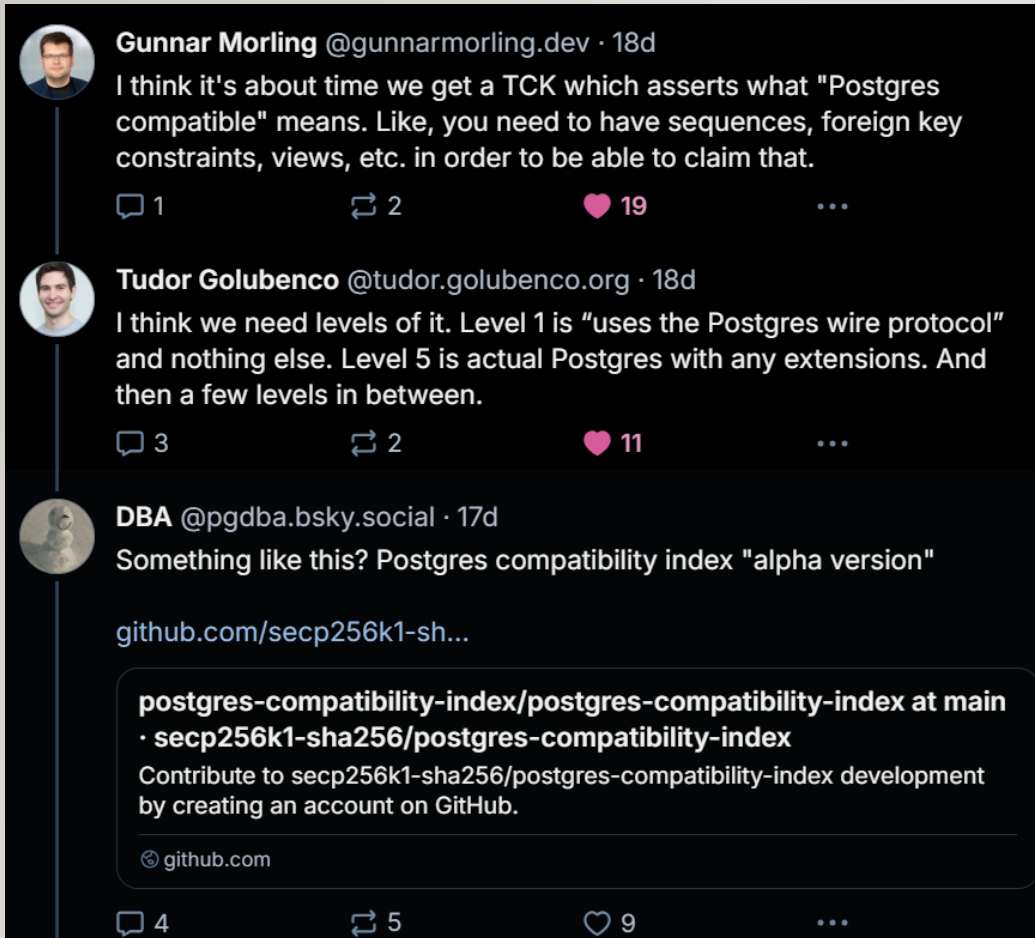 Gunnar Morling @gunnarmorling.dev · 18d
I think it's about time we get a TCK which asserts what "Postgres
compatible" means. Like, you need to have sequences, foreign key
constraints, views, etc. in order to be able to claim that.
1 2 19 ...
Tudor Golubenco @tudor.golubenco.org · 18d
I think we need levels of it. Level 1 is “uses the Postgres wire protocol”
and nothing else. Level 5 is actual Postgres with any extensions. And
then a few levels in between.
3 2 11 ...
DBA @pgdba.bsky.social · 17d
Something like this? Postgres compatibility index "alpha version"
github.com/secp256k1-sh...
postgres-compatibility-index/postgres-compatibility-index at main
· secp256k1-sha256/postgres-compatibility-index
Contribute to secp256k1-sha256/postgres-compatibility-index development
by creating an account on GitHub.
github.com
4 5 9 ...